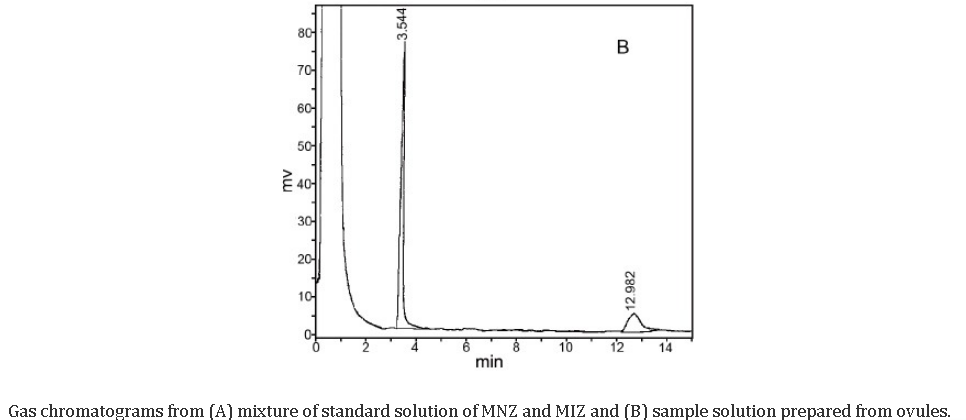 3.544
B
80
70
60
50
40
30
20
10
0
mv
12.982
0 2 4 6 8 10 12 14
min
Gas chromatograms from (A) mixture of standard solution of MNZ and MIZ and (B) sample solution prepared from ovules.